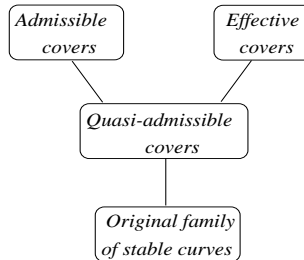 Admissible
covers
Effective
covers
Quasi-admissible
covers
Original family
of stable curves